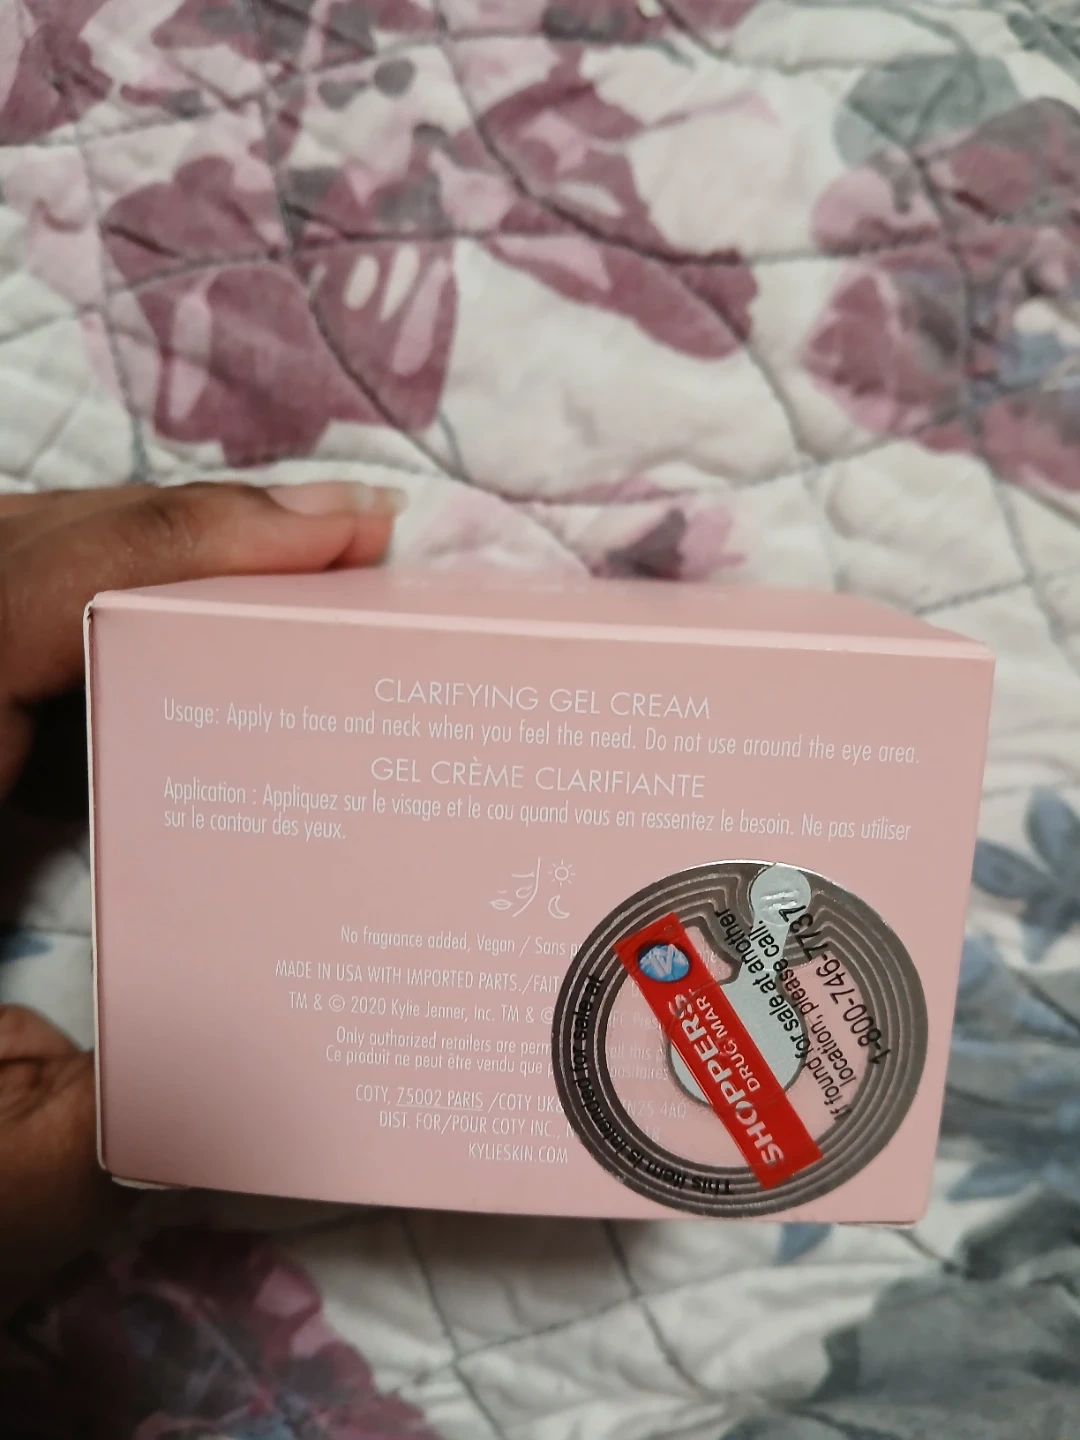 CLARIFYING GEL CREAM
Usage: Apply to face and neck when you feel the need. Do not use around the eye area.
GEL CRÈME CLARIFIANTE
Application : Appliquez sur le visage et le cou quand vous en ressentez le besoin. Ne pas utiliser
sur le contour des yeux.
No fragrance added, Vegan / Sans
MADE IN USA WITH IMPORTED PARTS./FAIT
TM & © 2020 Kylie Jenner, Inc. TM & ©
Only authorized retailers are
Ce produit ne peut être vendu que
COTY, 75002 PARIS /COTY UK& TN25 4AQ
DIST. FOR/POUR COTY INC.,
KYLIESKIN.COM
This item is intended for sale at
SHOPPERS
DRUG MART
If found for sale at another
location, please call,
1-800-746-7737